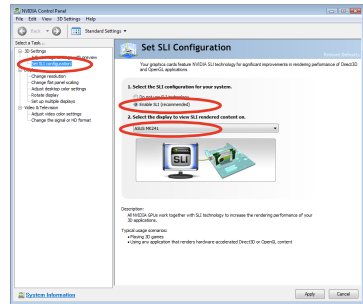 NVIDIA Control Panel
File Edit View 3D Settings Help
Back
Standard Settings
Select a Task...
3D Settings
with preview
Set SLI configuration
Change resolution
Change flat panel scaling
Adjust desktop color settings
Rotate display
Set up multiple displays
Video & Television
Adjust video color settings
Change the signal or HD format
System Information
Set SLI Configuration
Restore Defaults
Your graphics cards feature NVIDIA SLI technology for significant improvements in rendering performance of Direct3D
and OpenGL applications.
1. Select the SLI configuration for your system.
Do not use SLI technology
Enable SLI (recommended)
2. Select the display to view SLI rendered content on.
ASUS MK241
SLI
Description:
All NVIDIA GPUs work together with SLI technology to increase the rendering performance of your
3D applications.
Typical usage scenarios:
• Playing 3D games
• Using any application that renders hardware accelerated Direct3D or OpenGL content
Apply
Cancel